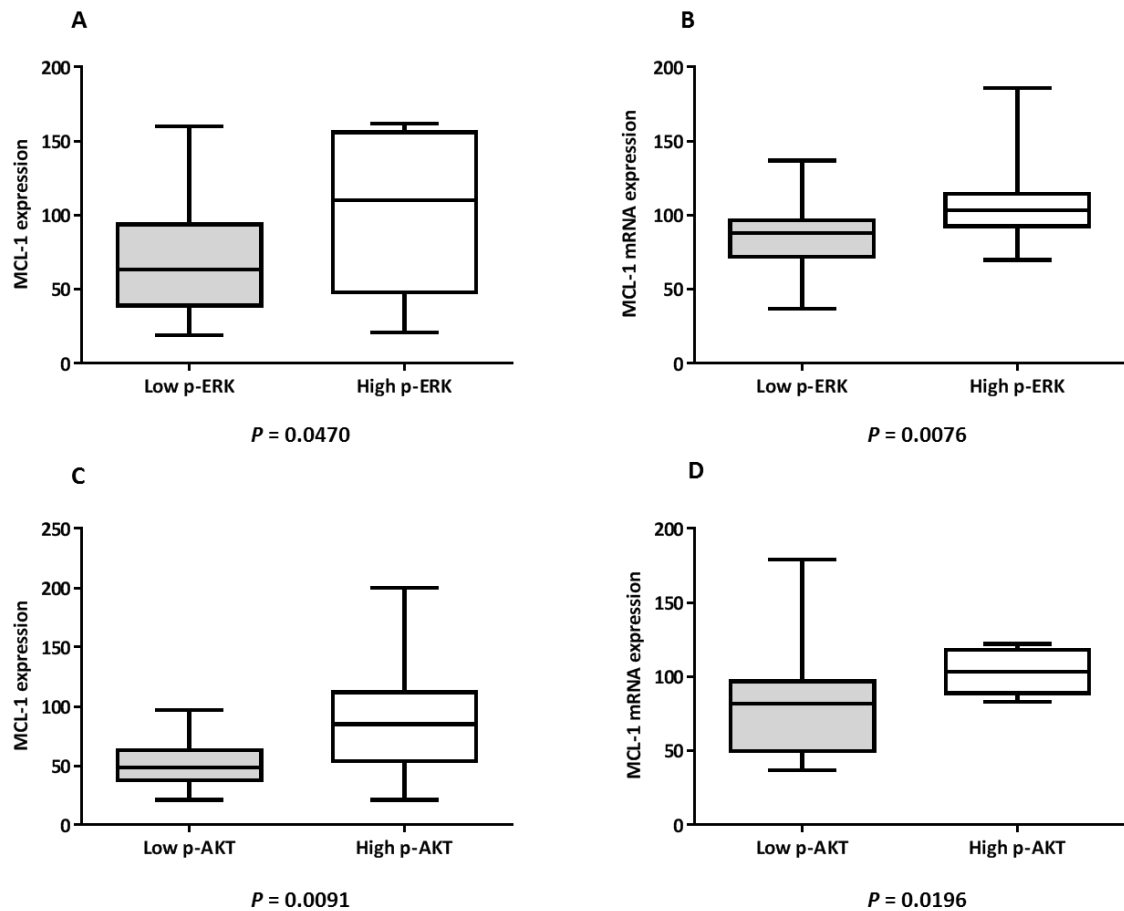 A
MCL-1 expression
200
150
100
50
0
Low p-ERK High p-ERK
P = 0.0470
B
MCL-1 mRNA expression
200
150
100
50
0
Low p-ERK High p-ERK
P = 0.0076
C
MCL-1 expression
250
200
150
100
50
0
Low p-AKT High p-AKT
P = 0.0091
D
MCL-1 mRNA expression
200
150
100
50
0
Low p-AKT High p-AKT
P = 0.0196